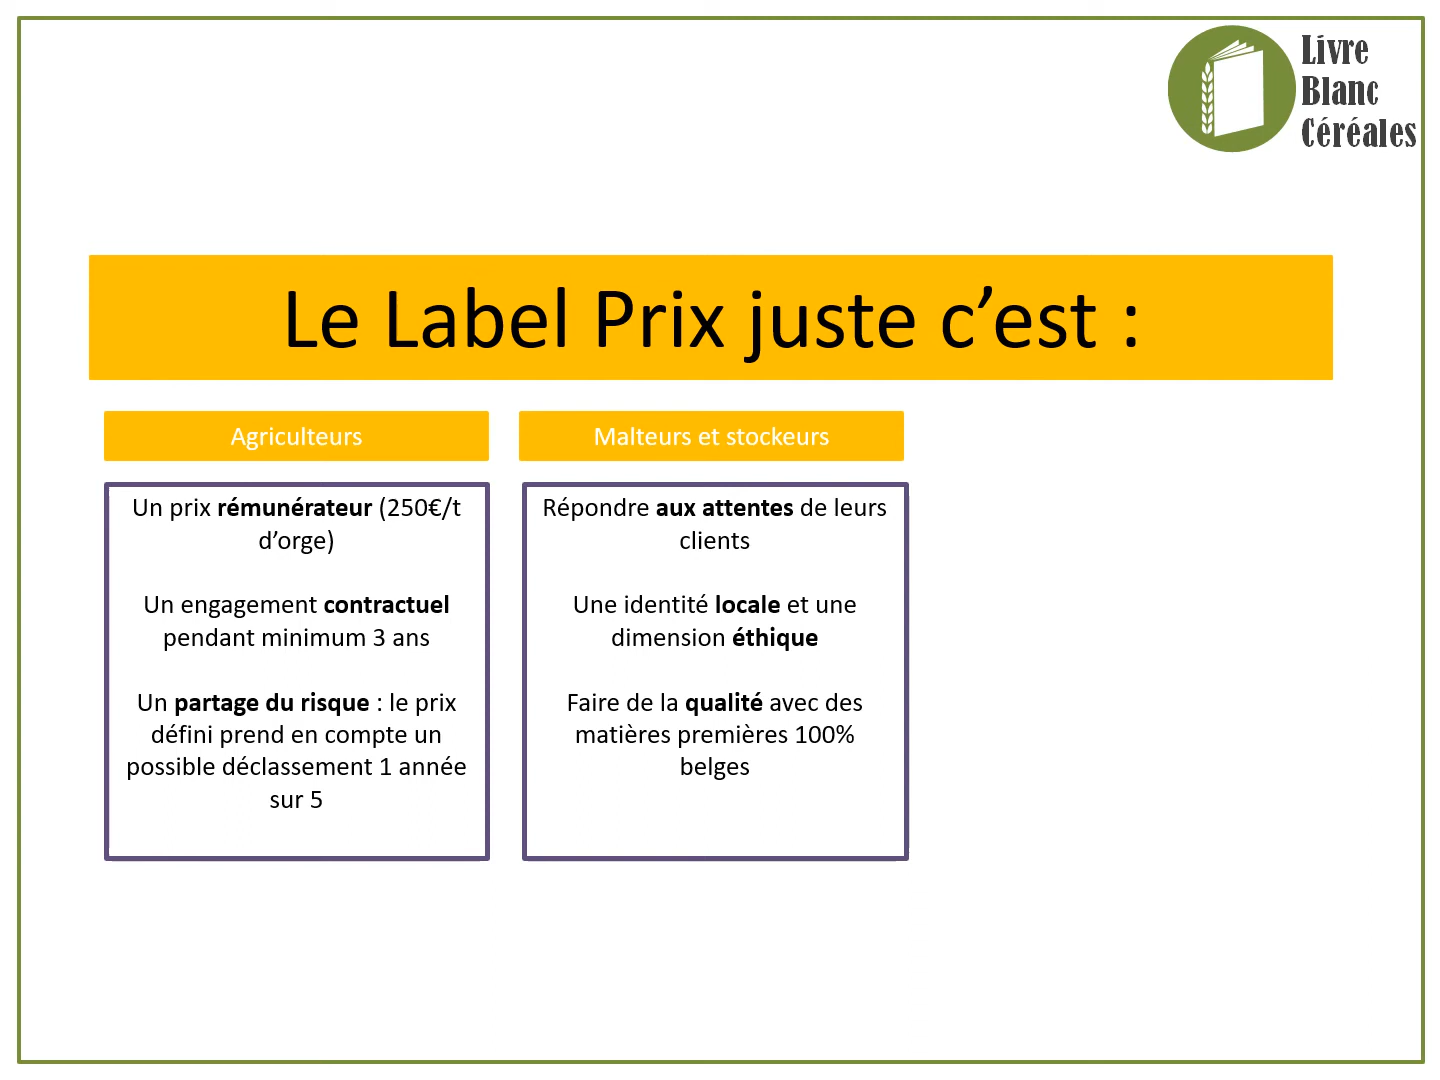 Livre
Blanc
Céréales
Le Label Prix juste c’est :
Agriculteurs
Un prix rémunérateur (250€/t
d’orge)
Un engagement contractuel
pendant minimum 3 ans
Un partage du risque : le prix
défini prend en compte un
possible déclassement 1 année
sur 5
Malteurs et stockeurs
Répondre aux attentes de leurs
clients
Une identité locale et une
dimension éthique
Faire de la qualité avec des
matières premières 100%
belges